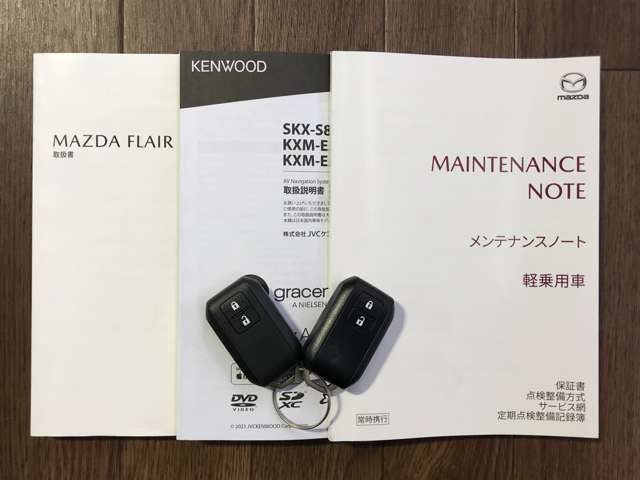 MAZDA FLAIR
取扱書
KENWOOD
SKX-S8
KXM-E
KXM-E
AV Navigation System
取扱説明書
株式会社JVCケン
gracen
A NIELSEN
DVD
VIDEO
SD
XC
© 2021 JVCKENWOOD Corp
mazda
MAINTENANCE
NOTE
メンテナンスノート
軽乗用車
保証書
点検整備方式
サービス網
定期点検整備記録簿
常時携行